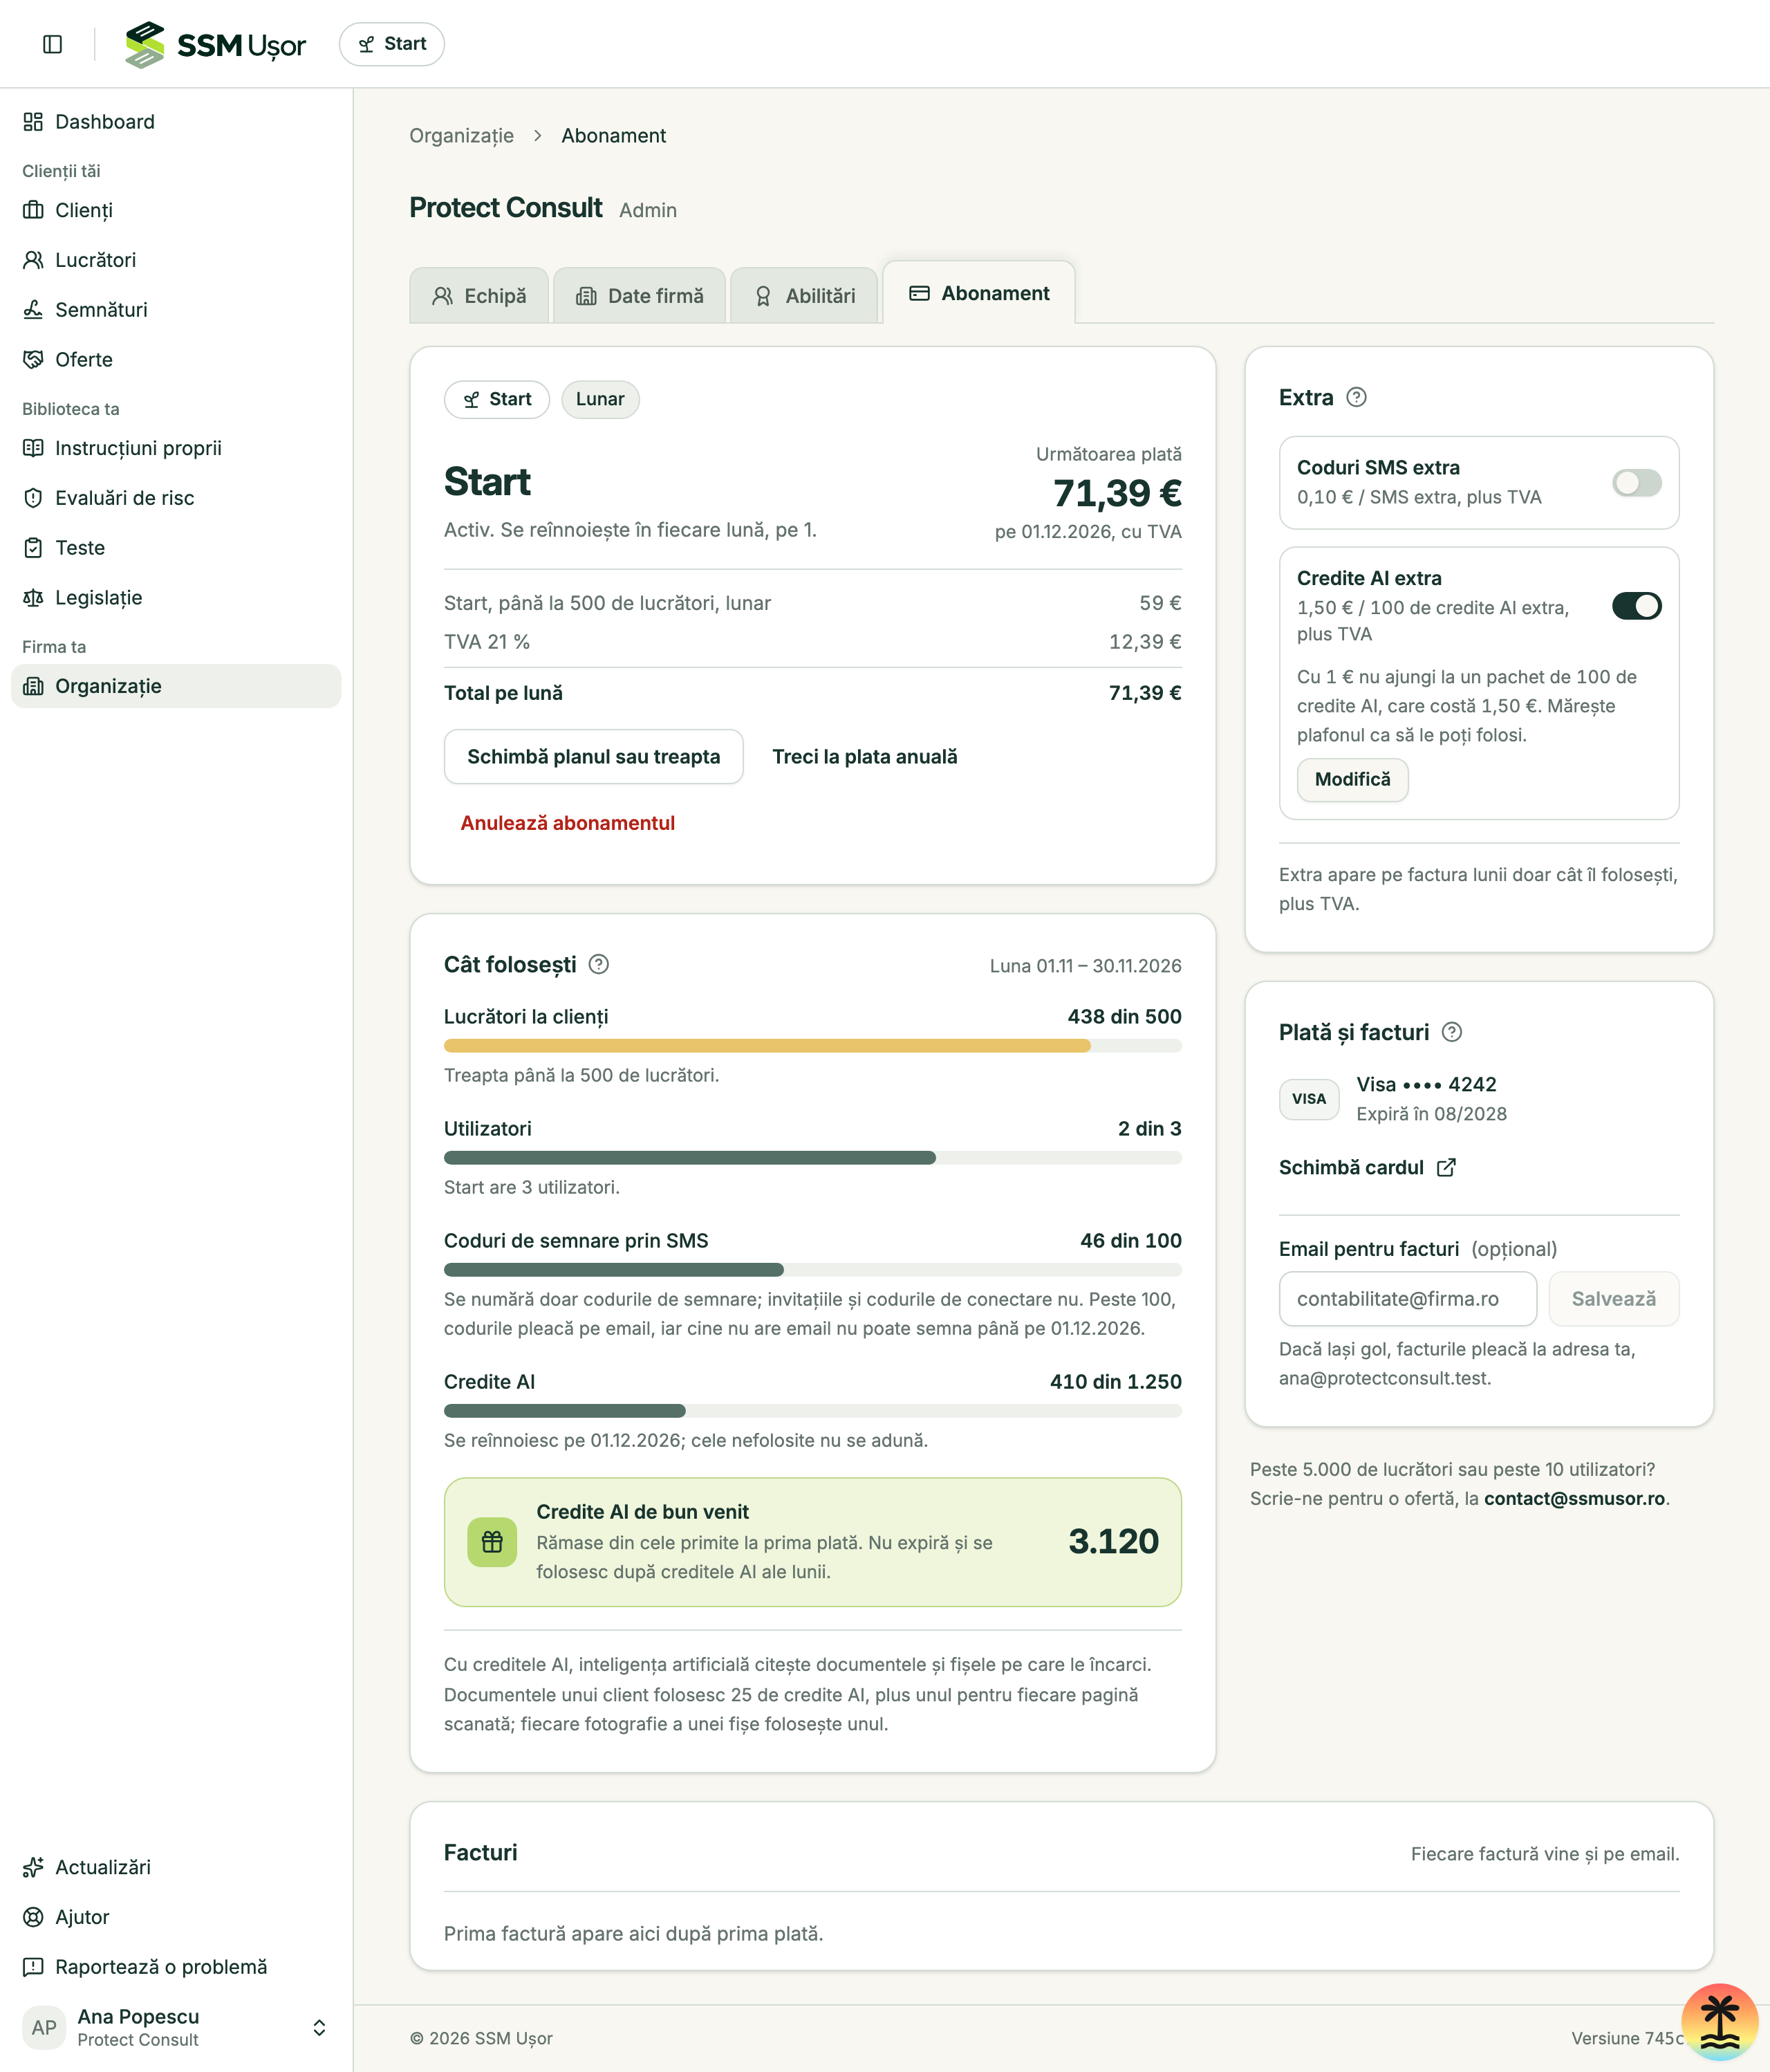 SSM Ușor
Start
Dashboard
Clienții tăi
Clienți
Lucrători
Semnături
Oferte
Biblioteca ta
Instrucțiuni proprii
Evaluări de risc
Teste
Legislație
Firma ta
Organizație
Actualizări
Ajutor
Raportează o problemă
AP
Ana Popescu
Protect Consult
Organizație
Abonament
Protect Consult Admin
Echipă
Date firmă
Abilitări
Abonament
Start
Lunar
Start
Activ. Se reînnoiește în fiecare lună, pe 1.
Următoarea plată
71,39 €
pe 01.12.2026, cu TVA
Start, până la 500 de lucrători, lunar 59 €
TVA 21 % 12,39 €
Total pe lună 71,39 €
Schimbă planul sau treapta
Treci la plata anuală
Anulează abonamentul
Cât folosești
Luna 01.11 – 30.11.2026
Lucrători la clienți 438 din 500
Treapta până la 500 de lucrători.
Utilizatori 2 din 3
Start are 3 utilizatori.
Coduri de semnare prin SMS 46 din 100
Se numără doar codurile de semnare; invitațiile și codurile de conectare nu. Peste 100,
codurile pleacă pe email, iar cine nu are email nu poate semna până pe 01.12.2026.
Credite AI 410 din 1.250
Se reînnoiesc pe 01.12.2026; cele nefolosite nu se adună.
Credite AI de bun venit
Rămase din cele primite la prima plată. Nu expiră și se
folosesc după creditele AI ale lunii.
3.120
Cu creditele AI, inteligența artificială citește documentele și fișele pe care le încarci.
Documentele unui client folosesc 25 de credite AI, plus unul pentru fiecare pagină
scanată; fiecare fotografie a unei fișe folosește unul.
Extra
Coduri SMS extra
0,10 € / SMS extra, plus TVA
Credite AI extra
1,50 € / 100 de credite AI extra,
plus TVA
Cu 1 € nu ajungi la un pachet de 100 de
credite AI, care costă 1,50 €. Mărește
plafonul ca să le poți folosi.
Modifică
Extra apare pe factura lunii doar cât îl folosești,
plus TVA.
Plată și facturi
VISA
Visa •••• 4242
Expiră în 08/2028
Schimbă cardul
Email pentru facturi (opțional)
contabilitate@firma.ro
Salvează
Dacă lași gol, facturile pleacă la adresa ta,
ana@protectconsult.test.
Peste 5.000 de lucrători sau peste 10 utilizatori?
Scrie-ne pentru o ofertă, la contact@ssmusor.ro.
Facturi
Fiecare factură vine și pe email.
Prima factură apare aici după prima plată.
© 2026 SSM Ușor
Versiune